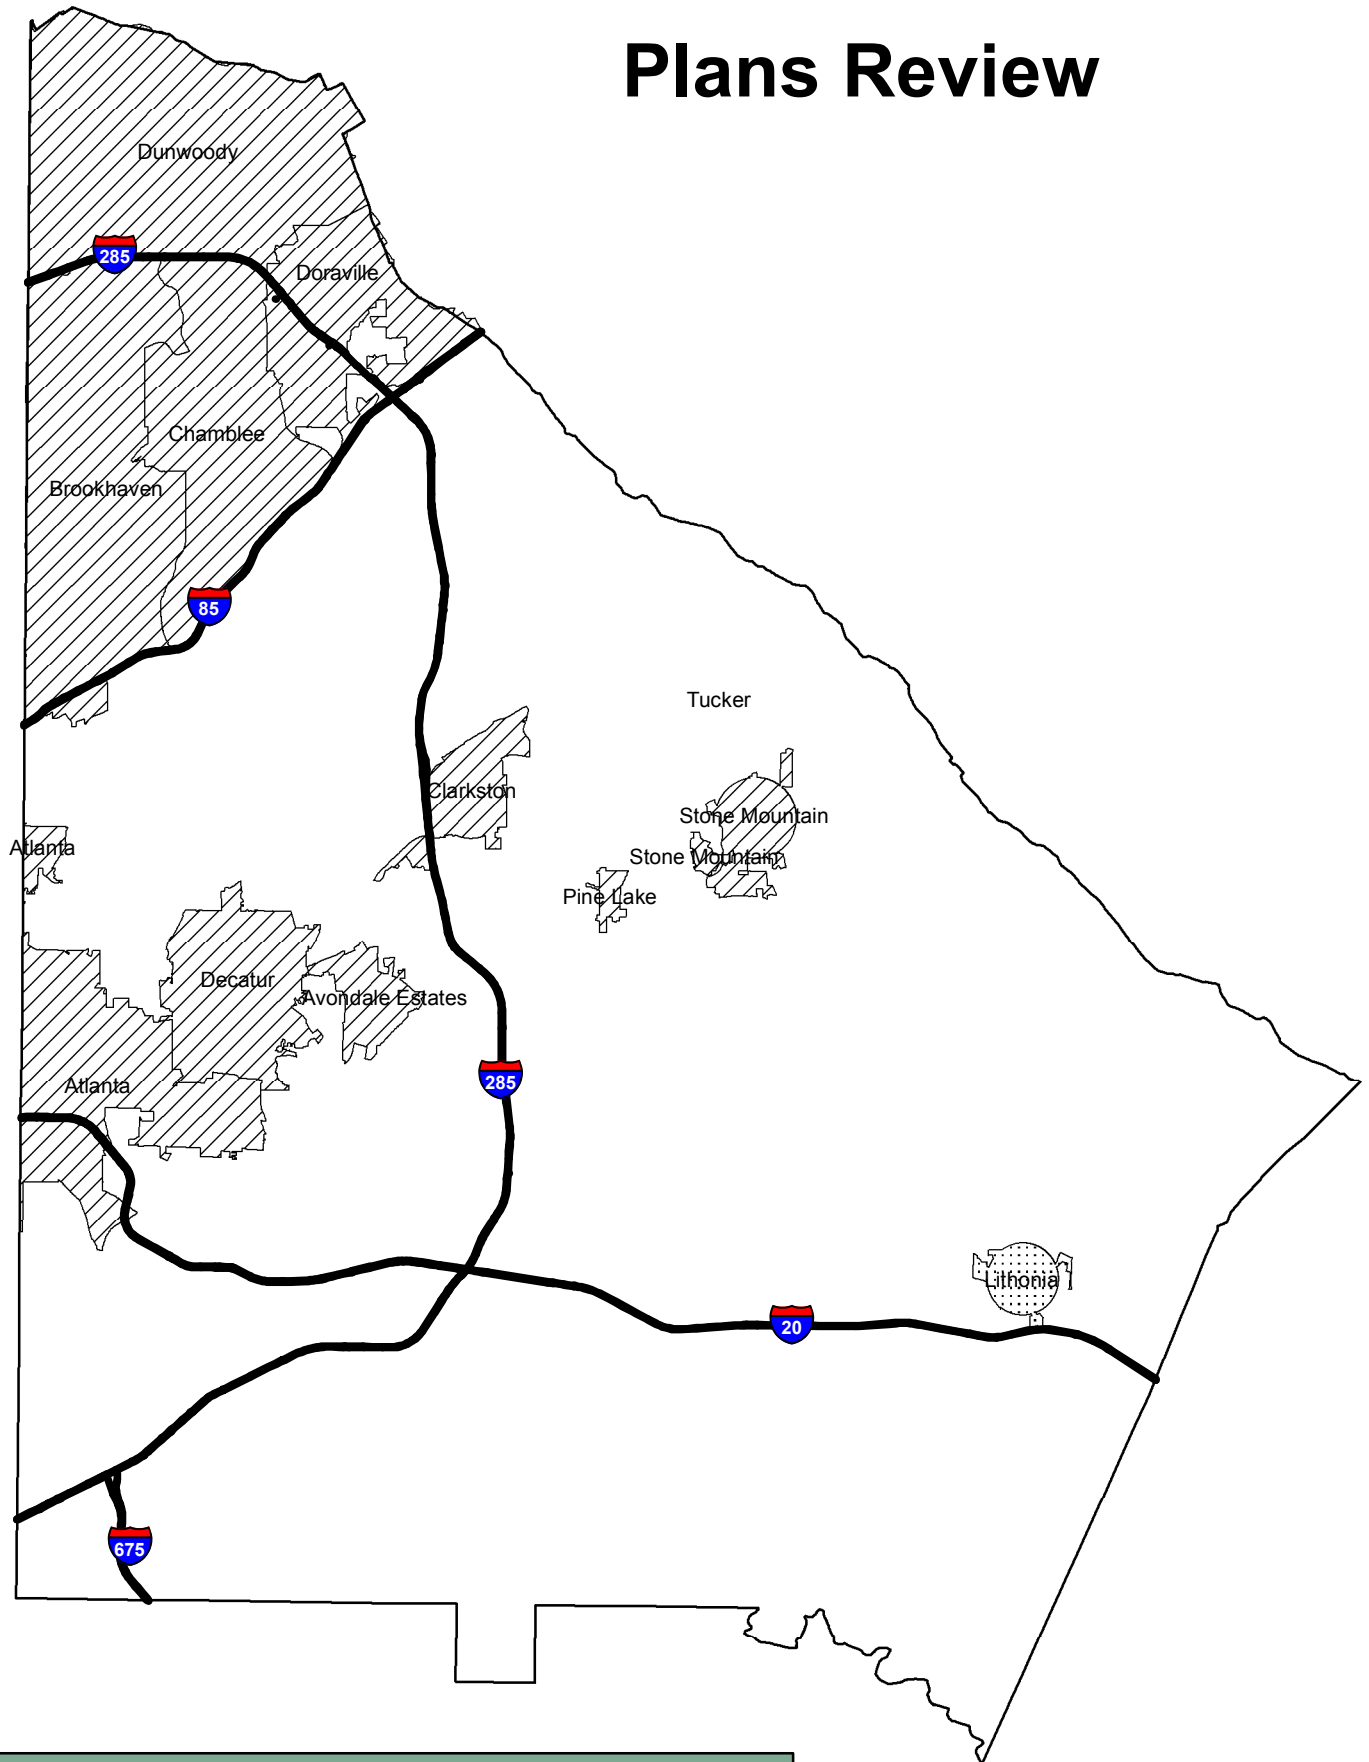 Plans Review
Dunwoody
285
Doraville
Chamblee
Brookhaven
85
Tucker
Clarkston
Stone Mountain
Atlanta
Stone Mountain
Pine Lake
Decatur
Avondale Estates
285
Atlanta
Lithonia
20
675